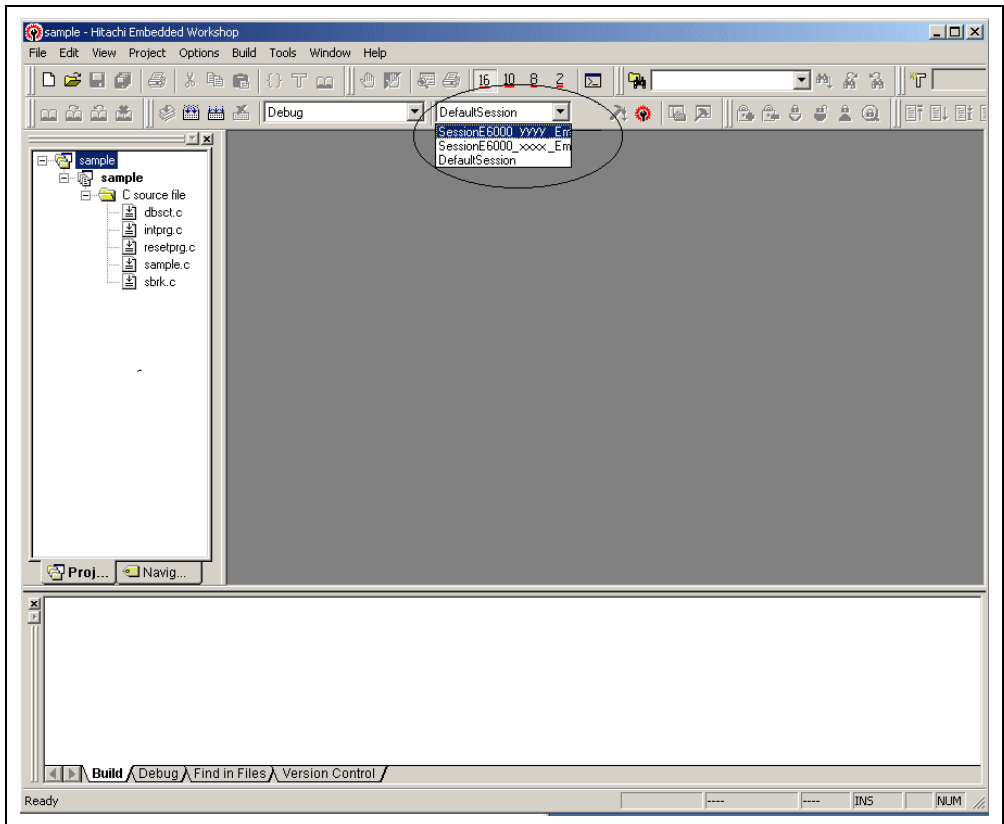 sample - Hitachi Embedded Workshop
File Edit View Project Options Build Tools Window Help
16 10 8 2
Debug DefaultSession
SessionE6000_yyyy_Em
SessionE6000_xxxx_Em
DefaultSession
sample
sample
C source file
dbsct.c
intprg.c
resetprg.c
sample.c
sbrk.c
Proj... Navig...
Build Debug Find in Files Version Control
Ready ---- ---- INS NUM